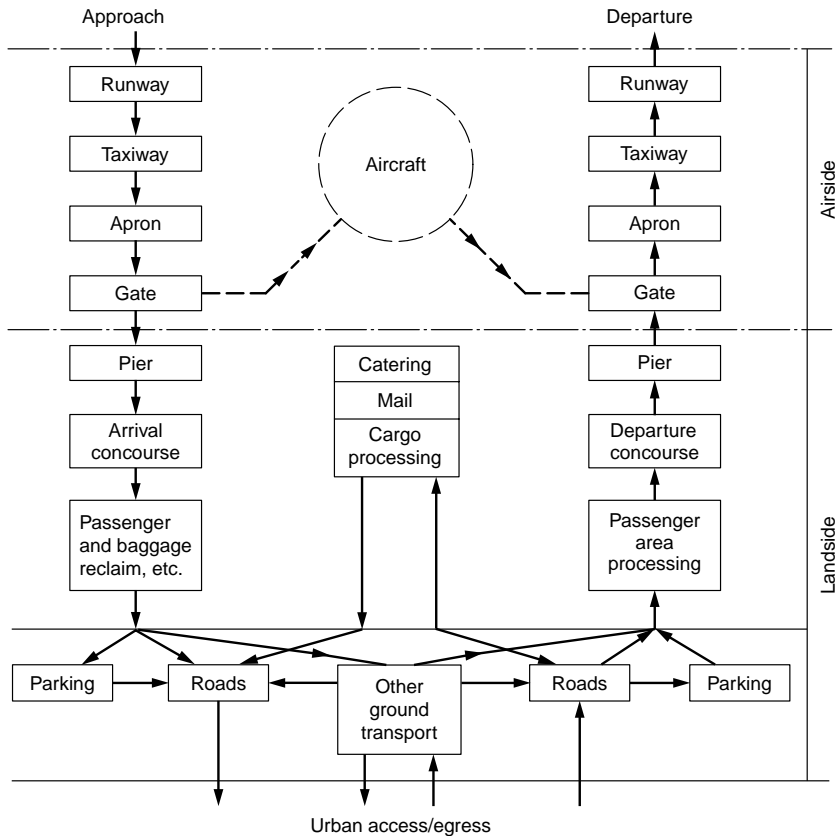 Approach
Departure
Runway
Runway
Taxiway
Aircraft
Taxiway
Apron
Apron
Airside
Gate
Gate
Pier
Catering
Pier
Mail
Arrival
concourse
Cargo
processing
Departure
concourse
Passenger
and baggage
reclaim, etc.
Passenger
area
processing
Landside
Parking
Roads
Other
ground
transport
Roads
Parking
Urban access/egress